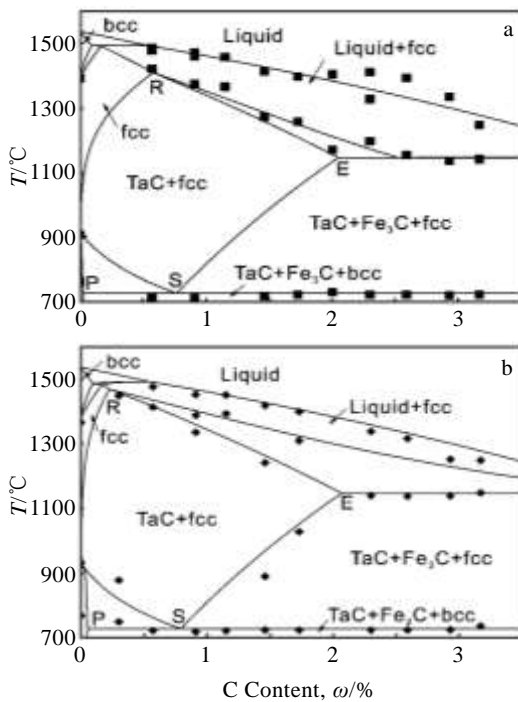 a
bcc
Liquid
Liquid+fcc
1500
1300
1100
900
700
T/°C
R
fcc
TaC+fcc
E
TaC+Fe₃C+fcc
P
S
TaC+Fe₃C+bcc
0
1
2
3
b
bcc
Liquid
Liquid+fcc
1500
1300
1100
900
700
T/°C
R
fcc
TaC+fcc
E
TaC+Fe₃C+fcc
P
S
TaC+Fe₃C+bcc
0
1
2
3
C Content, ω/%